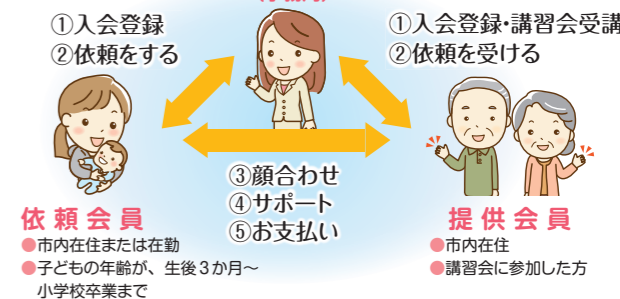 ①入会登録
②依頼をする
①入会登録・講習会受講
②依頼を受ける
③顔合わせ
④サポート
⑤お支払い
依頼会員
●市内在住または在勤
●子どもの年齢が、生後3か月～
小学校卒業まで
提供会員
●市内在住
●講習会に参加した方